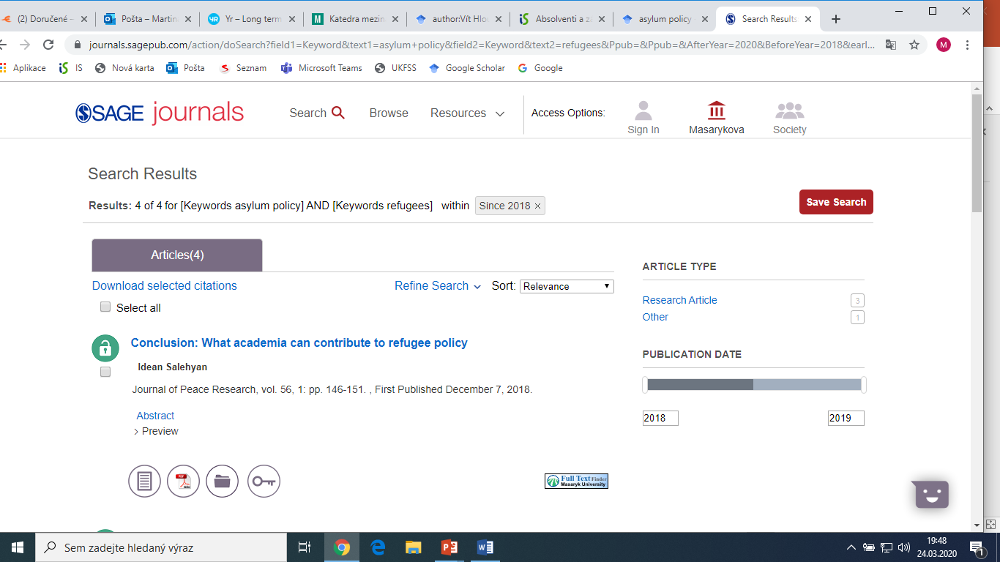 (2) Doručené –
Pošta – Martin
Yr – Long term
Katedra mezin
author:Vít Hlou
Absolventi a zá
asylum policy
Search Results
journals.sagepub.com/action/doSearch?field1=Keyword&text1=asylum+policy&field2=Keyword&text2=refugees&Ppub=&Ppub=&AfterYear=2020&BeforeYear=2018&earl...
M
Aplikace
IS
Nová karta
Pošta
Seznam
Microsoft Teams
UKFSS
Google Scholar
Google
SAGE journals
Search
Browse
Resources
Access Options:
Sign In
Masarykova
Society
Search Results
Results: 4 of 4 for [Keywords asylum policy] AND [Keywords refugees] within Since 2018 ×
Save Search
Articles(4)
Download selected citations
Refine Search
Sort: Relevance
Select all
Conclusion: What academia can contribute to refugee policy
Idean Salehyan
Journal of Peace Research, vol. 56, 1: pp. 146-151. , First Published December 7, 2018.
Abstract
> Preview
PDF
Full Text Finder
Masaryk University
ARTICLE TYPE
Research Article 3
Other 1
PUBLICATION DATE
2018
2019
Sem zadejte hledaný výraz
19:48
24.03.2020
1